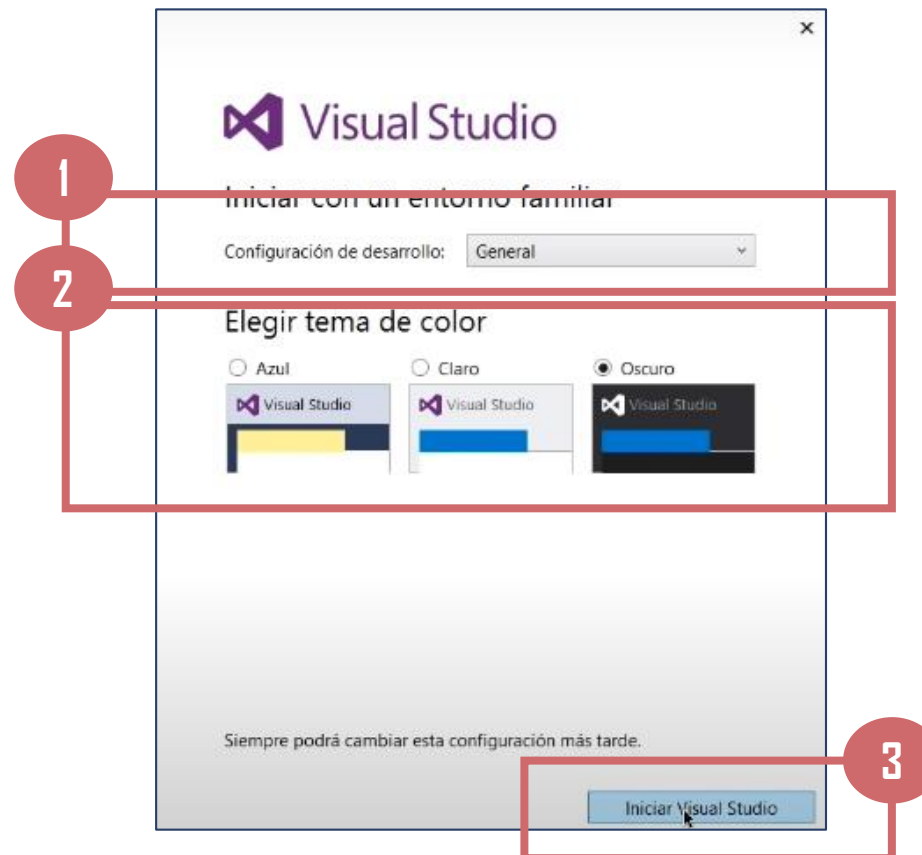 Visual Studio
1
Iniciar con un entorno familiar
Configuración de desarrollo: General
2
Elegir tema de color
Azul Claro Oscuro
Visual Studio Visual Studio Visual Studio
Siempre podrá cambiar esta configuración más tarde.
3
Iniciar Visual Studio